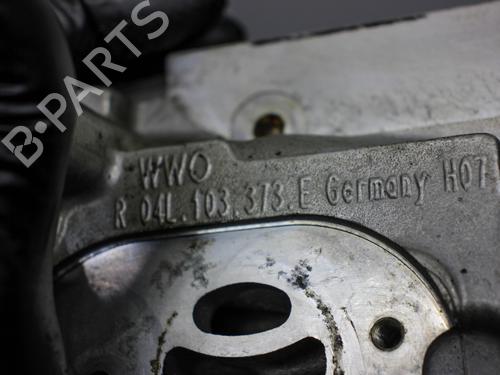 B-PARTS
WWO
R 04L.103.373.E Germany H07